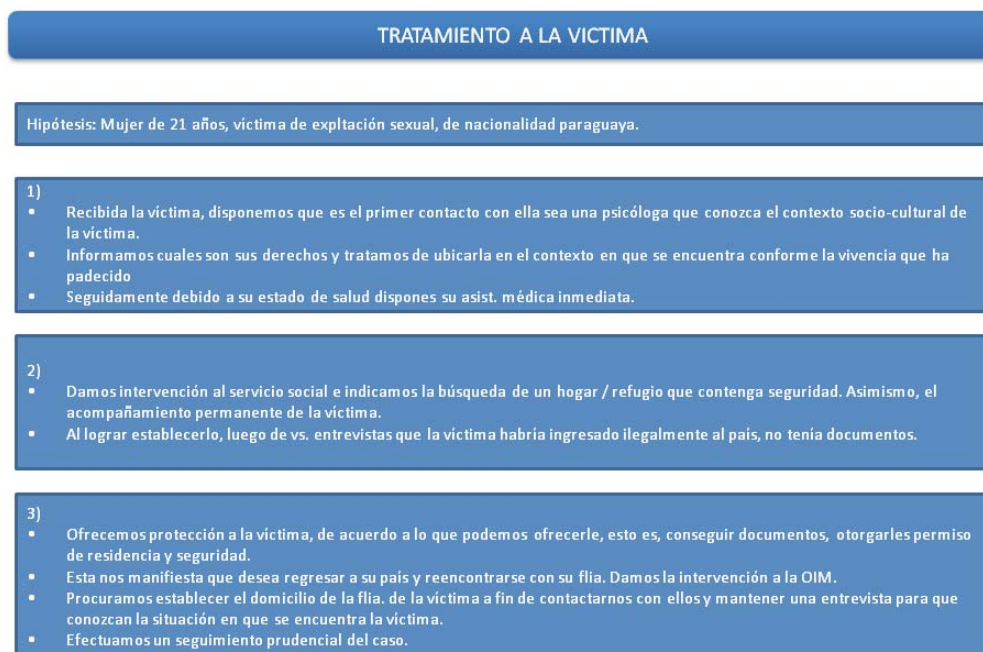 TRATAMIENTO A LA VICTIMA
Hipótesis: Mujer de 21 años, víctima de expltación sexual, de nacionalidad paraguaya.
1)
▪ Recibida la víctima, disponemos que es el primer contacto con ella sea una psicóloga que conozca el contexto socio-cultural de
la víctima.
▪ Informamos cuales son sus derechos y tratamos de ubicarla en el contexto en que se encuentra conforme la vivencia que ha
padecido
▪ Seguidamente debido a su estado de salud dispones su asist. médica inmediata.
2)
▪ Damos intervención al servicio social e indicamos la búsqueda de un hogar / refugio que contenga seguridad. Asimismo, el
acompañamiento permanente de la víctima.
▪ Al lograr establecerlo, luego de vs. entrevistas que la víctima habría ingresado ilegalmente al país, no tenía documentos.
3)
▪ Ofrecemos protección a la víctima, de acuerdo a lo que podemos ofrecerle, esto es, conseguir documentos, otorgarles permiso
de residencia y seguridad.
▪ Esta nos manifiesta que desea regresar a su país y reencontrarse con su flia. Damos la intervención a la OIM.
▪ Procuramos establecer el domicilio de la flia. de la víctima a fin de contactarnos con ellos y mantener una entrevista para que
conozcan la situación en que se encuentra la víctima.
▪ Efectuamos un seguimiento prudencial del caso.